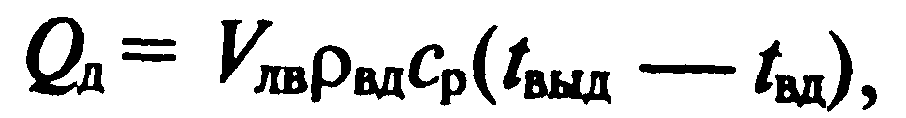 Qд = Vлвρвдcр(tвыд — tвд),